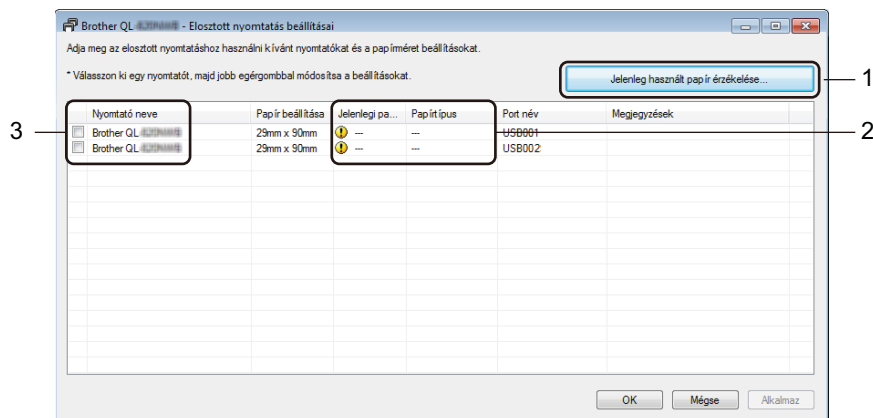 Brother QL - Elosztott nyomtatás beállításai
Adja meg az elosztott nyomtatáshoz használni kívánt nyomtatókat és a papírméret beállításokat.
* Válasszon ki egy nyomtatót, majd jobb egérgombbal módosítsa a beállításokat.
Jelenleg használt papír érzékelése... 1
3 Nyomtató neve Papír beállítása Jelenlegi pa... Papírtípus Port név Megjegyzések
Brother QL 29mm x 90mm --- --- USB001 2
Brother QL 29mm x 90mm --- --- USB002
OK Mégse Alkalmaz